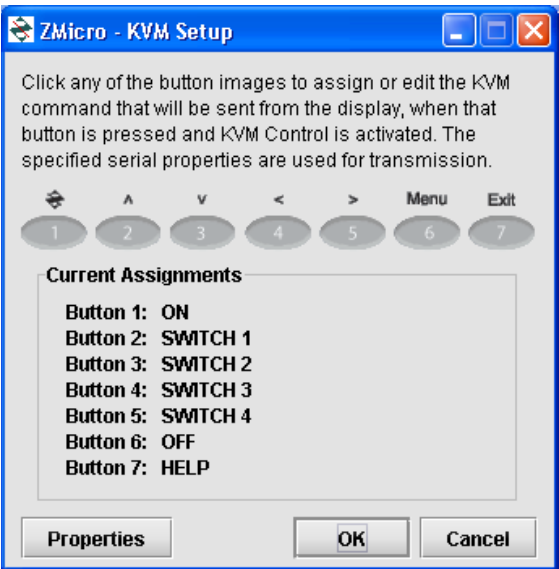 ZMicro - KVM Setup
Click any of the button images to assign or edit the KVM
command that will be sent from the display, when that
button is pressed and KVM Control is activated. The
specified serial properties are used for transmission.
ʌ v < > Menu Exit
1 2 3 4 5 6 7
Current Assignments
Button 1: ON
Button 2: SWITCH 1
Button 3: SWITCH 2
Button 4: SWITCH 3
Button 5: SWITCH 4
Button 6: OFF
Button 7: HELP
Properties OK Cancel